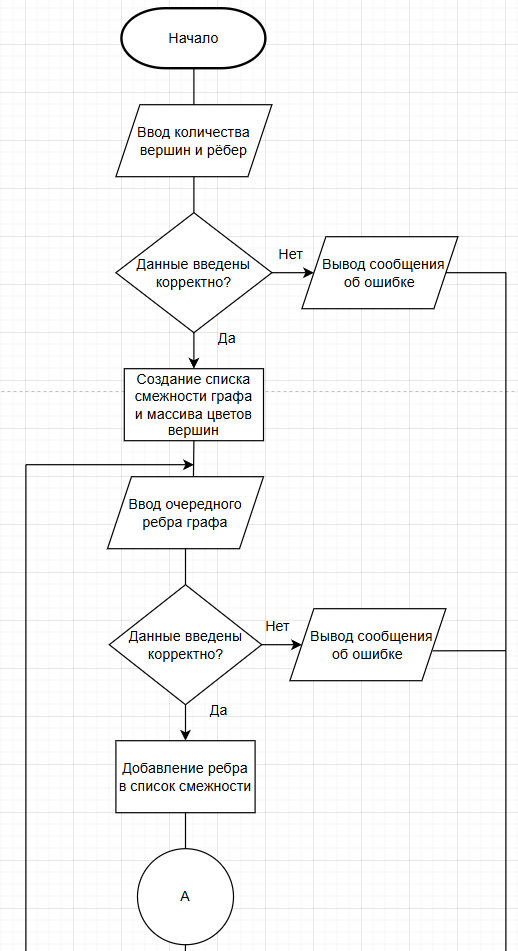 Начало
Ввод количества
вершин и рёбер
Данные введены
корректно?
Нет
Вывод сообщения
об ошибке
Да
Создание списка
смежности графа
и массива цветов
вершин
Ввод очередного
ребра графа
Данные введены
корректно?
Нет
Вывод сообщения
об ошибке
Да
Добавление ребра
в список смежности
А